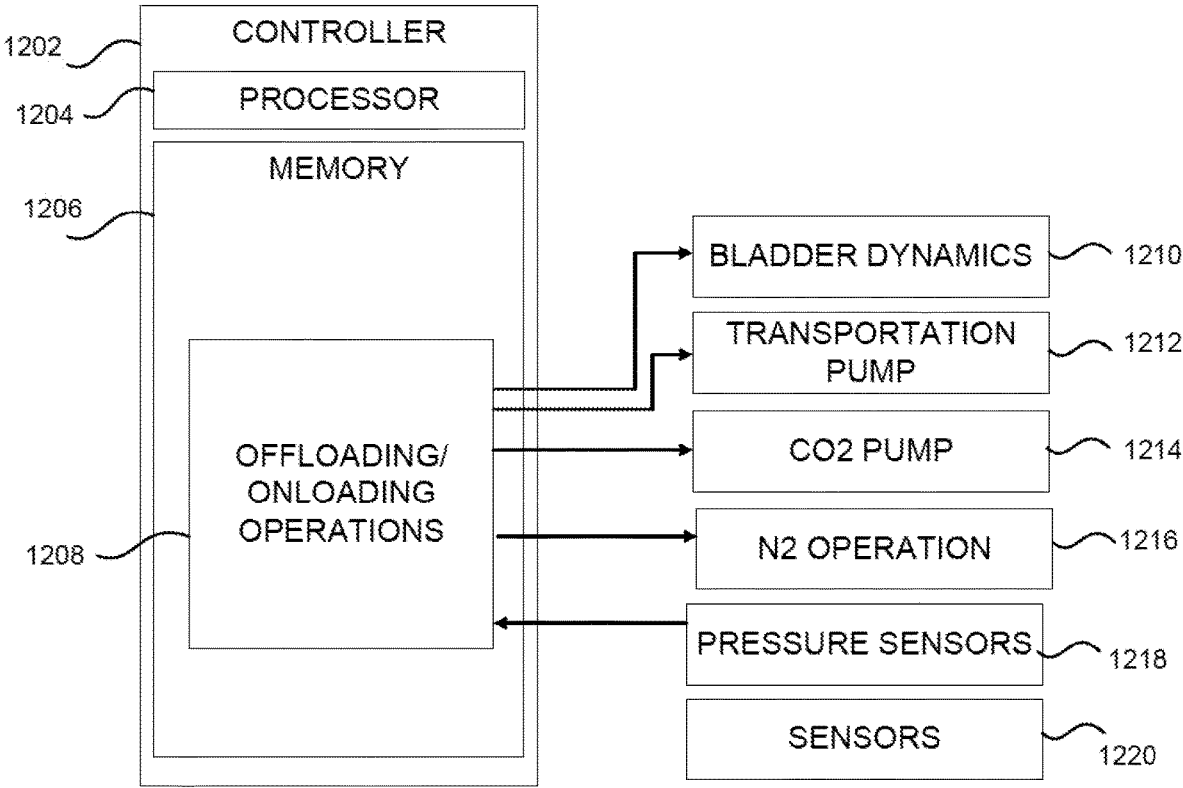 CONTROLLER
1202
PROCESSOR
1204
MEMORY
1206
OFFLOADING/
ONLOADING
OPERATIONS
1208
BLADDER DYNAMICS
1210
TRANSPORTATION
PUMP
1212
CO2 PUMP
1214
N2 OPERATION
1216
PRESSURE SENSORS
1218
SENSORS
1220